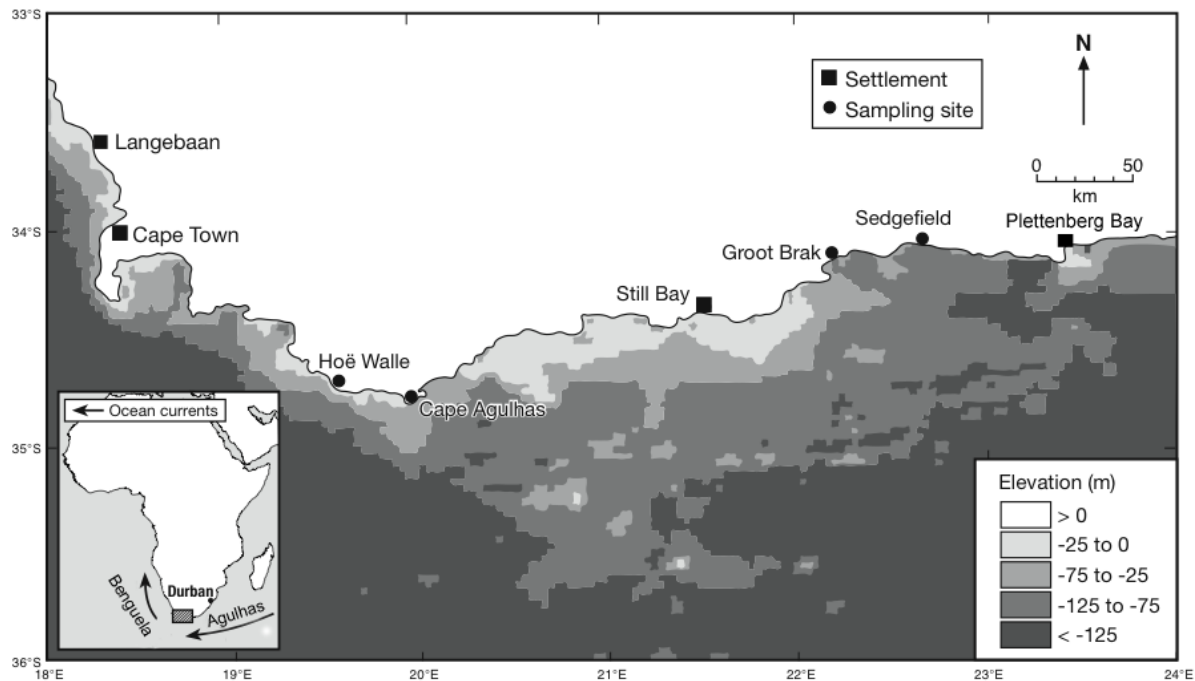 33°S
N
Settlement
Sampling site
Langebaan
0 50
km
Sedgefield
Plettenberg Bay
34°S
Cape Town
Groot Brak
Still Bay
Hoë Walle
Cape Agulhas
Ocean currents
35°S
Elevation (m)
> 0
-25 to 0
-75 to -25
-125 to -75
< -125
Durban
Benguela
Agulhas
36°S
18°E 19°E 20°E 21°E 22°E 23°E 24°E